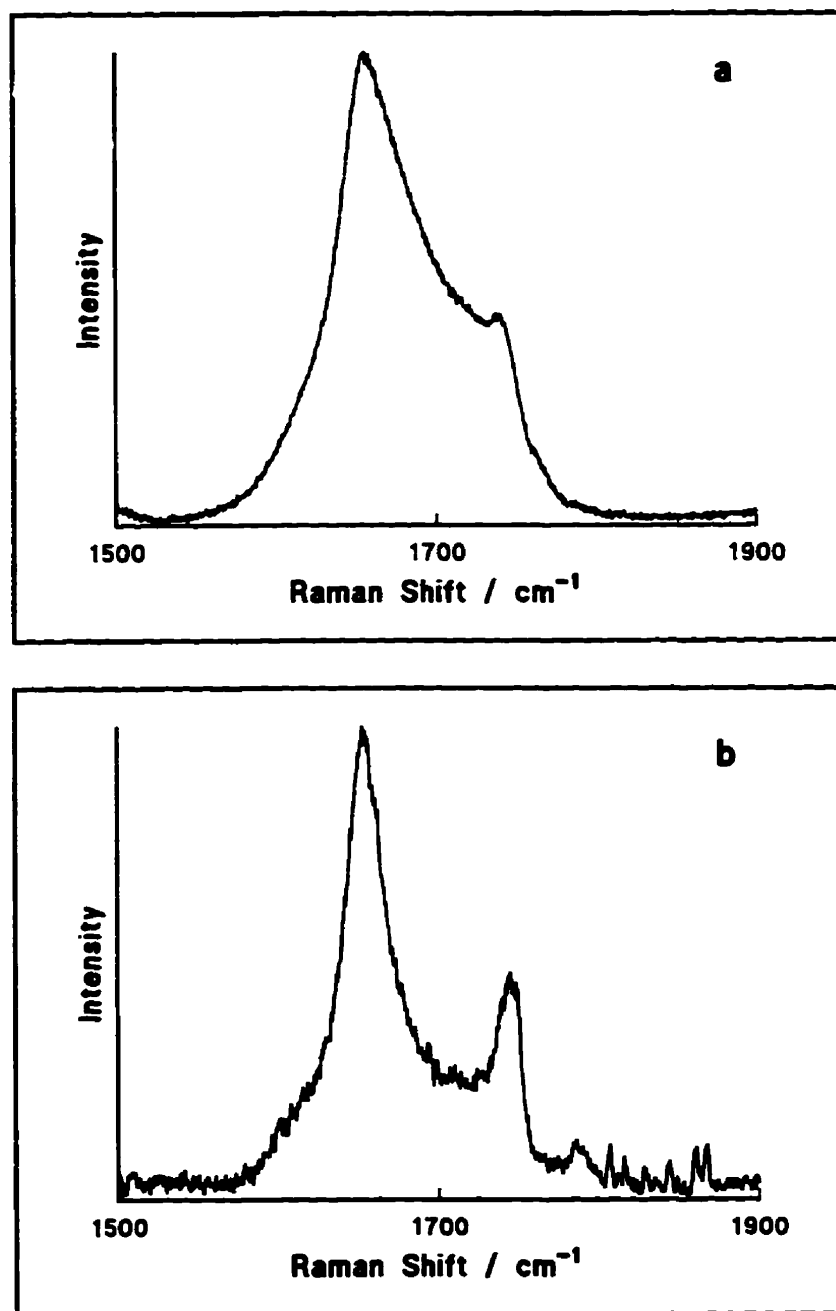 a
Intensity
1500 1700 1900
Raman Shift / cm⁻¹
b
Intensity
1500 1700 1900
Raman Shift / cm⁻¹